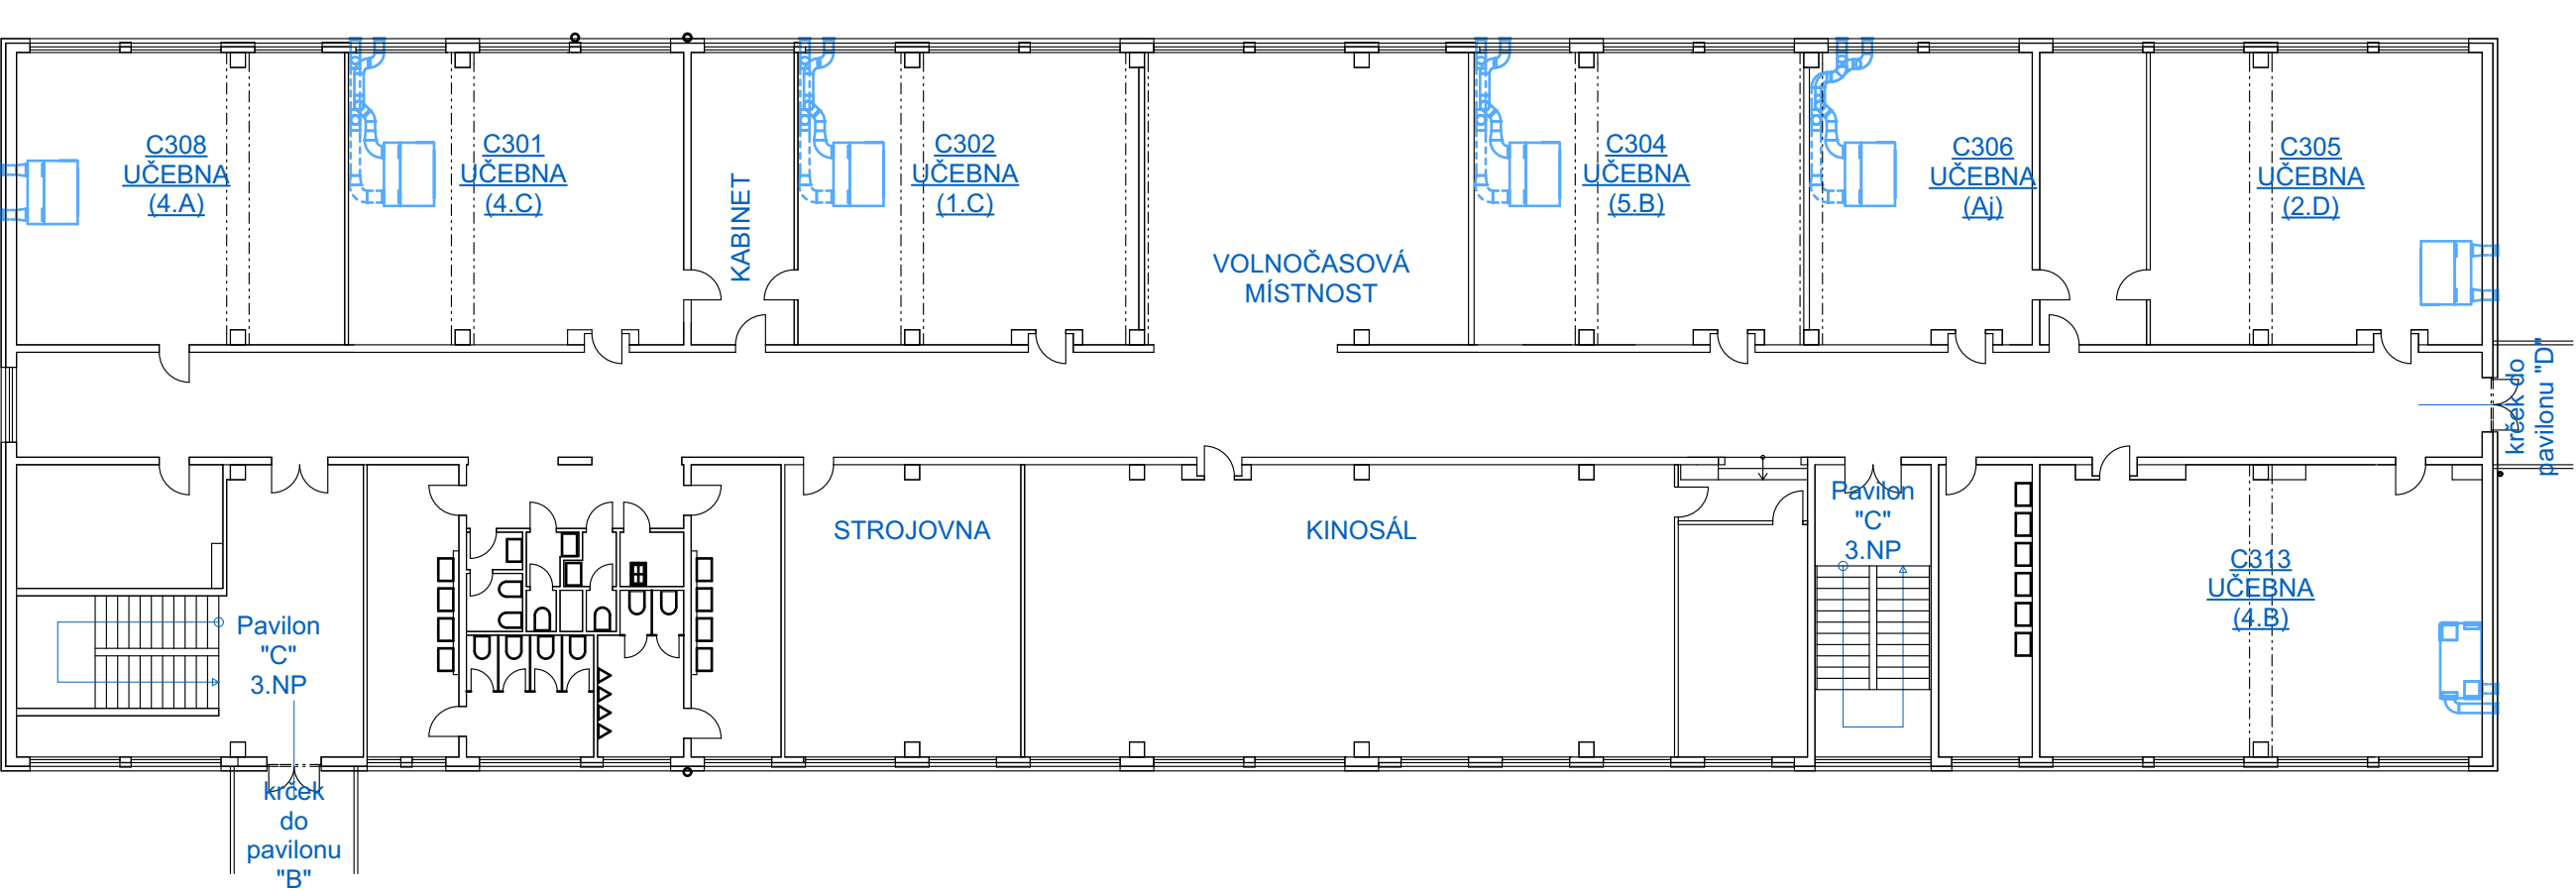 C308
UČEBNA
(4.A)
C301
UČEBNA
(4.C)
KABINET
C302
UČEBNA
(1.C)
VOLNOČASOVÁ
MÍSTNOST
C304
UČEBNA
(5.B)
C306
UČEBNA
(Aj)
C305
UČEBNA
(2.D)
krček do
pavilonu "D"
Pavilon
"C"
3.NP
STROJOVNA
KINOSÁL
Pavilon
"C"
3.NP
C313
UČEBNA
(4.B)
krček
do
pavilonu
"B"